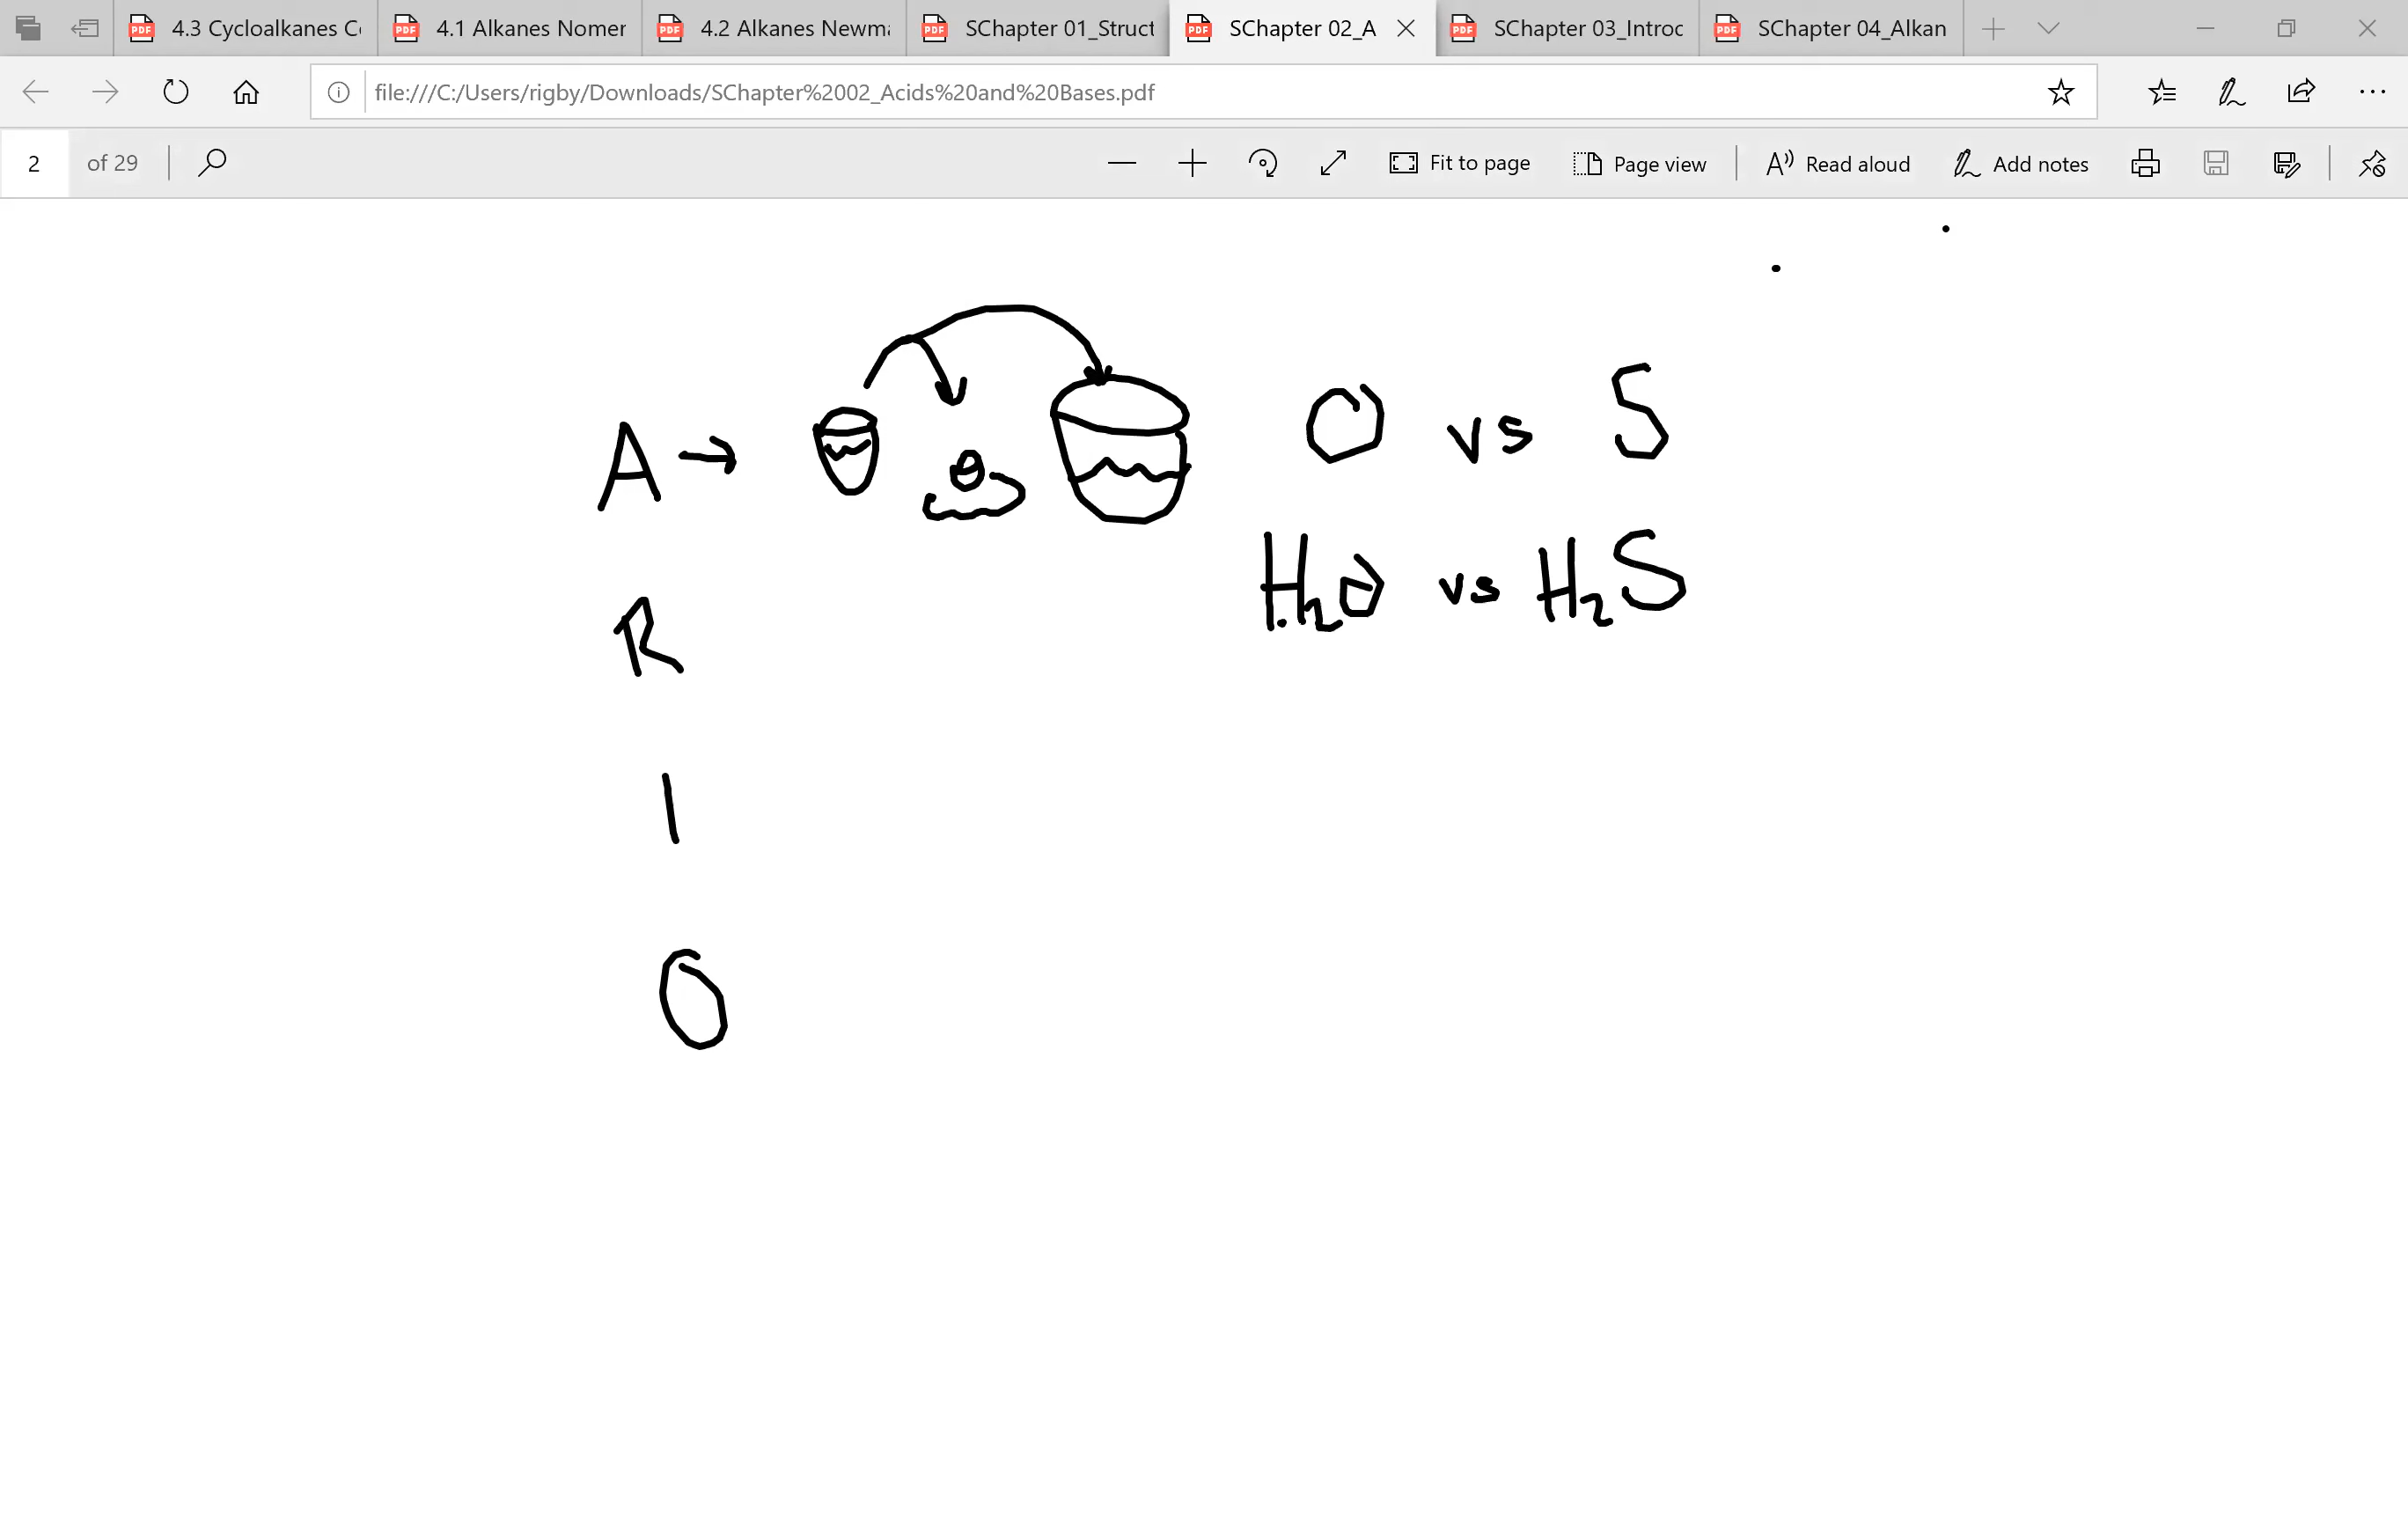 4.3 Cycloalkanes C
4.1 Alkanes Nomer
4.2 Alkanes Newma
SChapter 01_Struct
SChapter 02_A
SChapter 03_Introc
SChapter 04_Alkan
file:///C:/Users/rigby/Downloads/SChapter%2002_Acids%20and%20Bases.pdf
2 of 29
Fit to page
Page view
Read aloud
Add notes
A → O vs S
H₂O vs H₂S
R
I
O